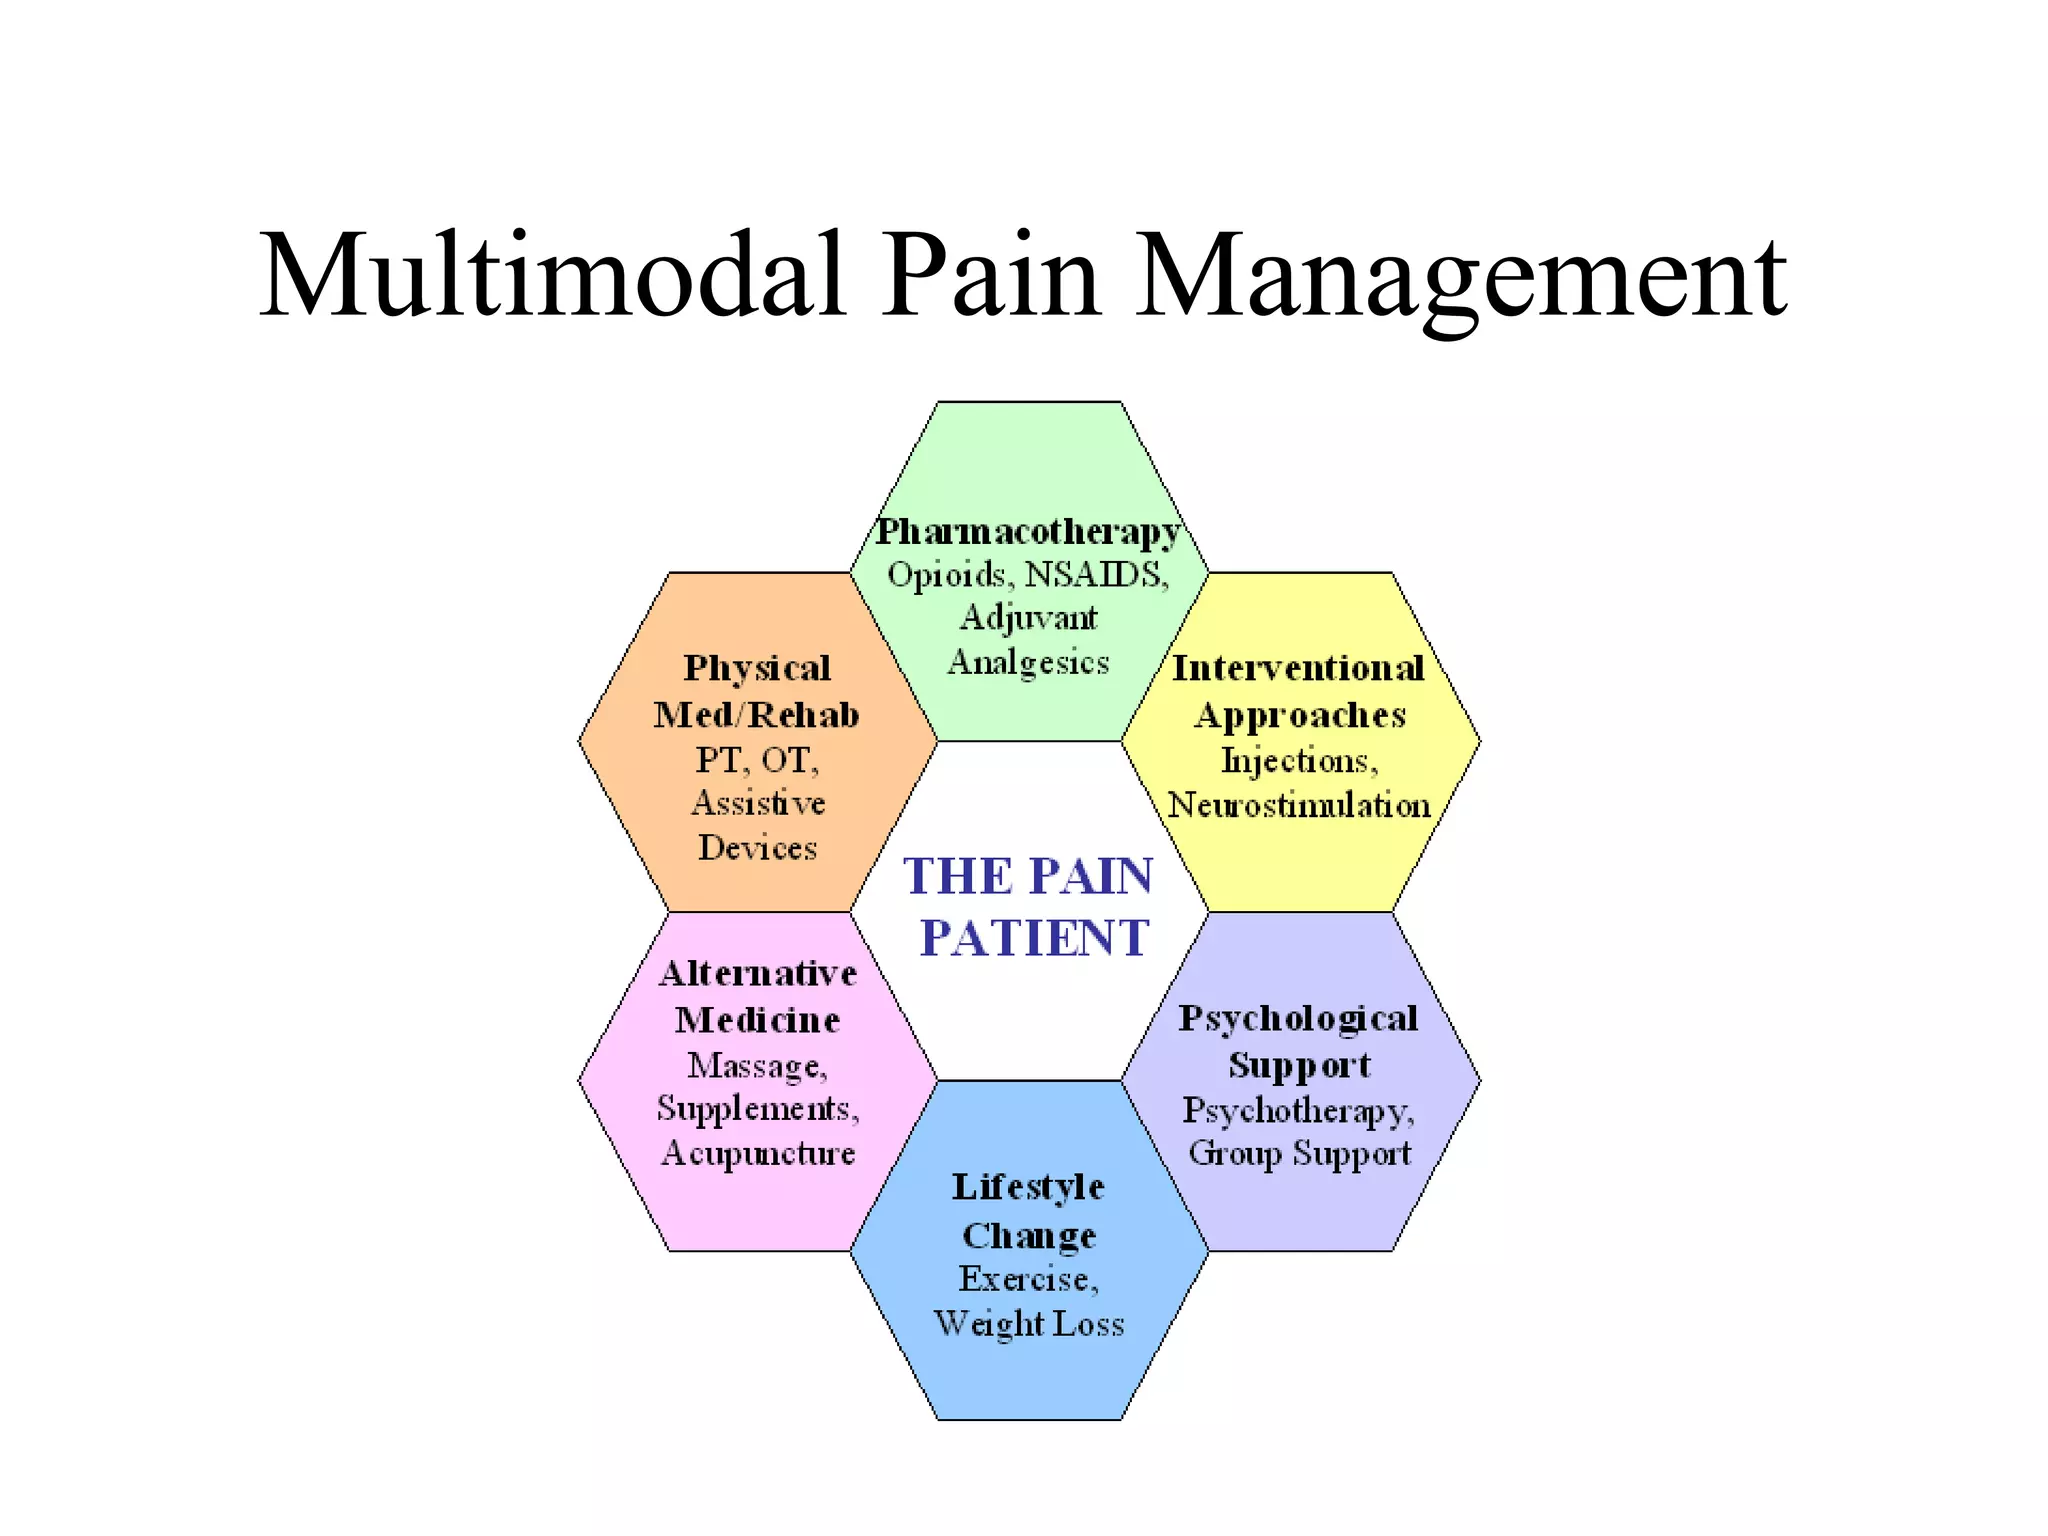 Multimodal Pain Management
Pharmacotherapy
Opioids, NSAIDS,
Adjuvant
Analgesics
Physical
Med/Rehab
PT, OT,
Assistive
Devices
Interventional
Approaches
Injections,
Neurostimulation
THE PAIN
PATIENT
Alternative
Medicine
Massage,
Supplements,
Acupuncture
Psychological
Support
Psychotherapy,
Group Support
Lifestyle
Change
Exercise,
Weight Loss